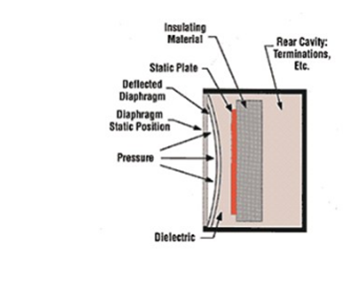 Insulating
Material
Rear Cavity:
Terminations,
Etc.
Static Plate
Deflected
Diaphragm
Diaphragm
Static Position
Pressure
Dielectric